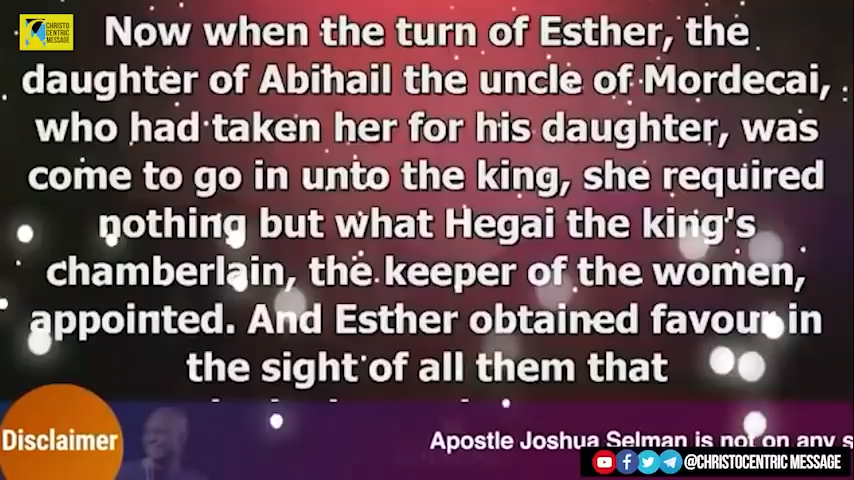 CHRISTO
CENTRIC
MESSAGE
Now when the turn of Esther, the
daughter of Abihail the uncle of Mordecai,
who had taken her for his daughter, was
come to go in unto the king, she required
nothing but what Hegai the king's
chamberlain, the keeper of the women,
appointed. And Esther obtained favour in
the sight of all them that
Disclaimer
Apostle Joshua Selman is not on any s
@CHRISTOCENTRIC MESSAGE